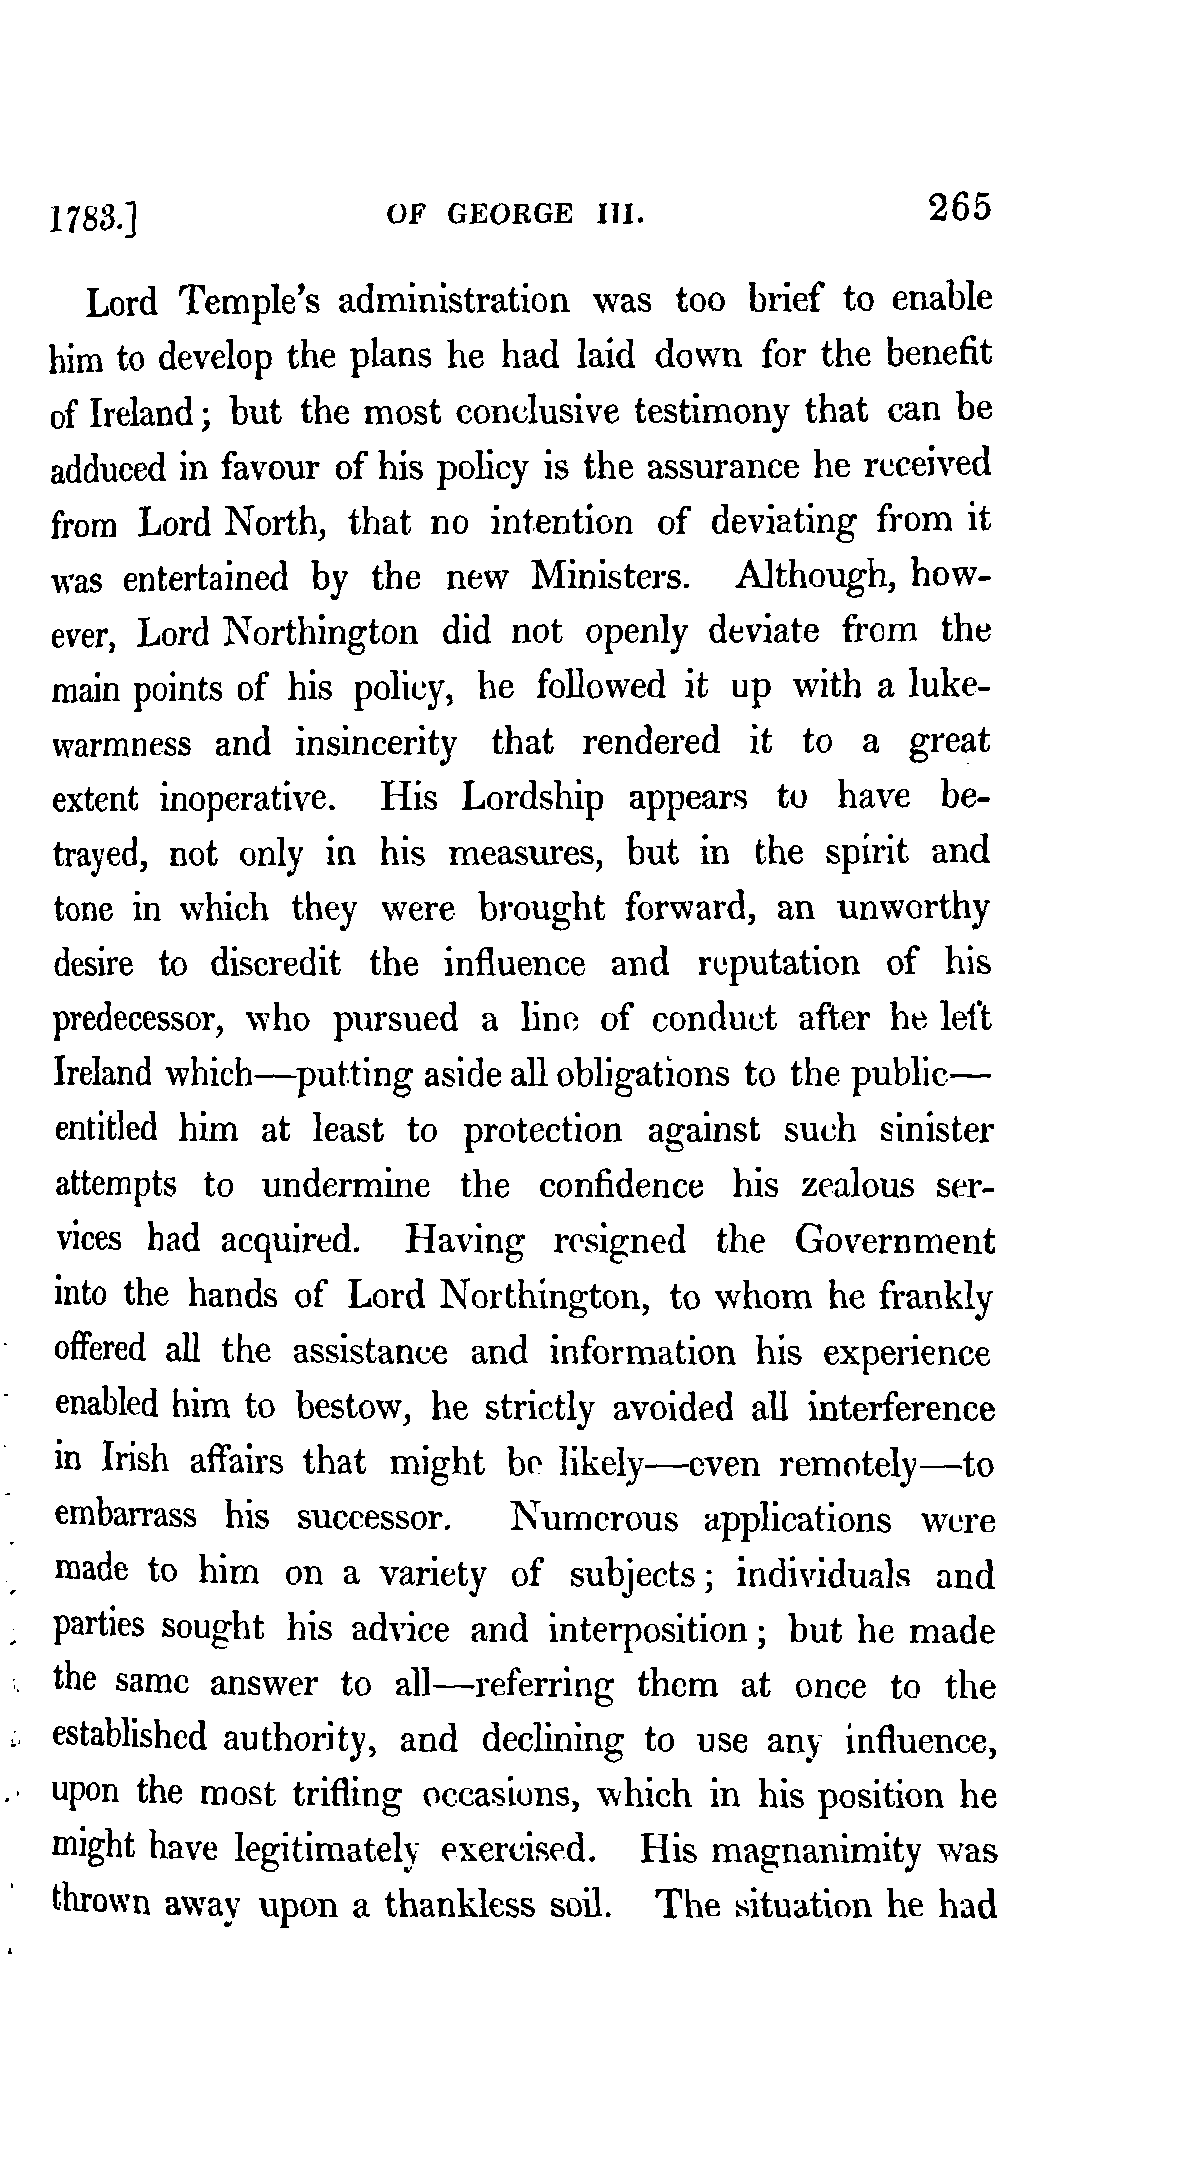 1783.] OF GEORGE III. 265
Lord Temple's administration was too brief to enable
him to develop the plans he had laid down for the benefit
of Ireland; but the most conclusive testimony that can be
adduced in favour of his policy is the assurance he received
from Lord North, that no intention of deviating from it
was entertained by the new Ministers. Although, how-
ever, Lord Northington did not openly deviate from the
main points of his policy, he followed it up with a luke-
warmness and insincerity that rendered it to a great
extent inoperative. His Lordship appears to have be-
trayed, not only in his measures, but in the spirit and
tone in which they were brought forward, an unworthy
desire to discredit the influence and reputation of his
predecessor, who pursued a line of conduct after he left
Ireland which—putting aside all obligations to the public—
entitled him at least to protection against such sinister
attempts to undermine the confidence his zealous ser-
vices had acquired. Having resigned the Government
into the hands of Lord Northington, to whom he frankly
offered all the assistance and information his experience
enabled him to bestow, he strictly avoided all interference
in Irish affairs that might be likely—even remotely—to
embarrass his successor. Numerous applications were
made to him on a variety of subjects; individuals and
parties sought his advice and interposition; but he made
the same answer to all—referring them at once to the
established authority, and declining to use any influence,
upon the most trifling occasions, which in his position he
might have legitimately exercised. His magnanimity was
thrown away upon a thankless soil. The situation he had